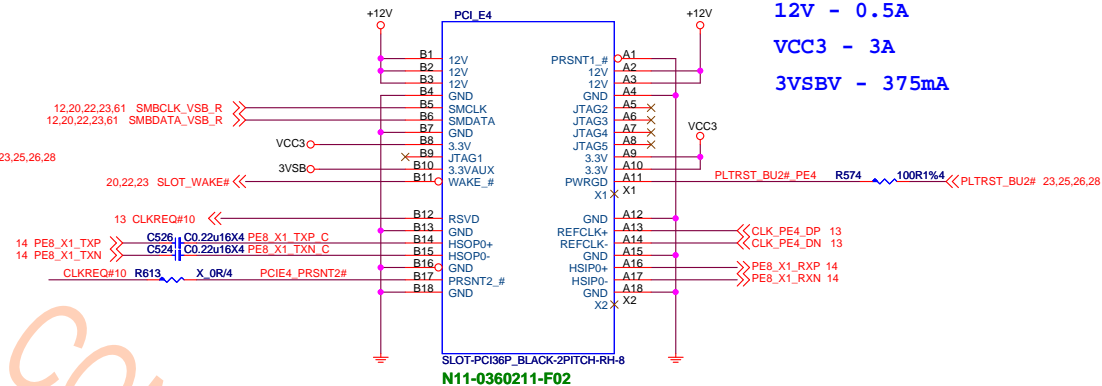 12V - 0.5A
VCC3 - 3A
3VSBV - 375mA
+12V
PCI_E4
+12V
B1 12V PRSNT1_# A1
B2 12V 12V A2
B3 12V 12V A3
B4 GND GND A4
12,20,22,23,61 SMBCLK_VSB_R B5 SMCLK JTAG2 A5
12,20,22,23,61 SMBDATA_VSB_R B6 SMDATA JTAG3 A6
B7 GND JTAG4 A7
VCC3 B8 3.3V JTAG5 A8 VCC3
23,25,26,28 B9 JTAG1 3.3V A9
3VSB B10 3.3VAUX 3.3V A10
20,22,23 SLOT_WAKE# B11 WAKE_# PWRGD A11 PLTRST_BU2#_PE4 R574 100R1%4 PLTRST_BU2# 23,25,26,28
X1 X1
13 CLKREQ#10 B12 RSVD GND A12
B13 GND REFCLK+ A13 CLK_PE4_DP 13
14 PE8_X1_TXP C526 C0.22u16X4 PE8_X1_TXP_C B14 HSOP0+ REFCLK- A14 CLK_PE4_DN 13
14 PE8_X1_TXN C524 C0.22u16X4 PE8_X1_TXN_C B15 HSOP0- GND A15
B16 GND HSIP0+ A16 PE8_X1_RXP 14
CLKREQ#10 R613 X_0R/4 PCIE4_PRSNT2# B17 PRSNT2_# HSIP0- A17 PE8_X1_RXN 14
B18 GND GND A18
X2 X2
SLOT-PCI36P_BLACK-2PITCH-RH-8
N11-0360211-F02